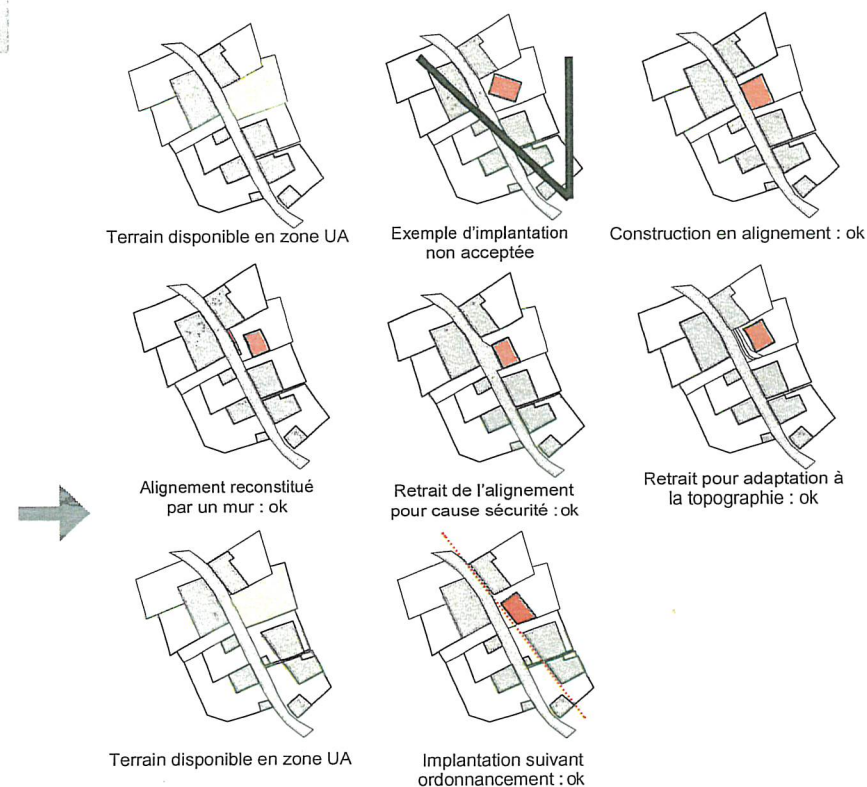 Terrain disponible en zone UA
Exemple d'implantation
non acceptée
Construction en alignement : ok
Alignement reconstitué
par un mur : ok
Retrait de l'alignement
pour cause sécurité : ok
Retrait pour adaptation à
la topographie : ok
Terrain disponible en zone UA
Implantation suivant
ordonnancement : ok